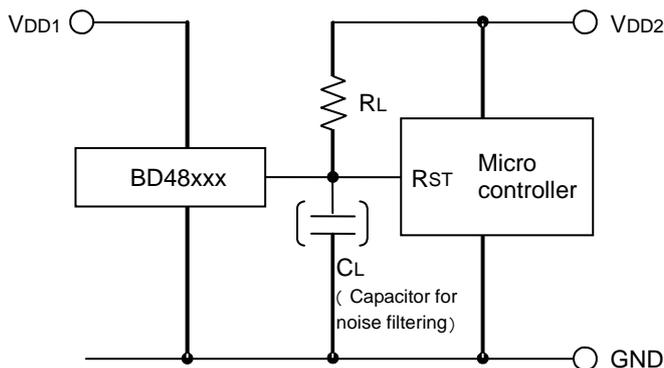 VDD1
VDD2
RL
BD48xxx
RST
Micro
controller
CL
( Capacitor for
noise filtering )
GND